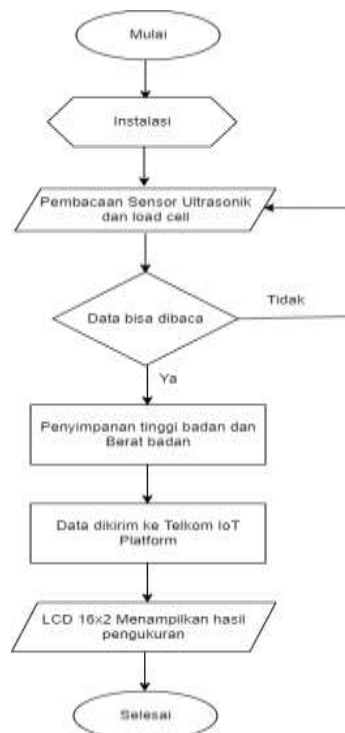 Mulai
Instalasi
Pembacaan Sensor Ultrasonik
dan load cell
Data bisa dibaca
Tidak
Ya
Penyimpanan tinggi badan dan
Berat badan
Data dikirim ke Telkom IoT
Platform
LCD 16x2 Menampilkan hasil
pengukuran
Selesai